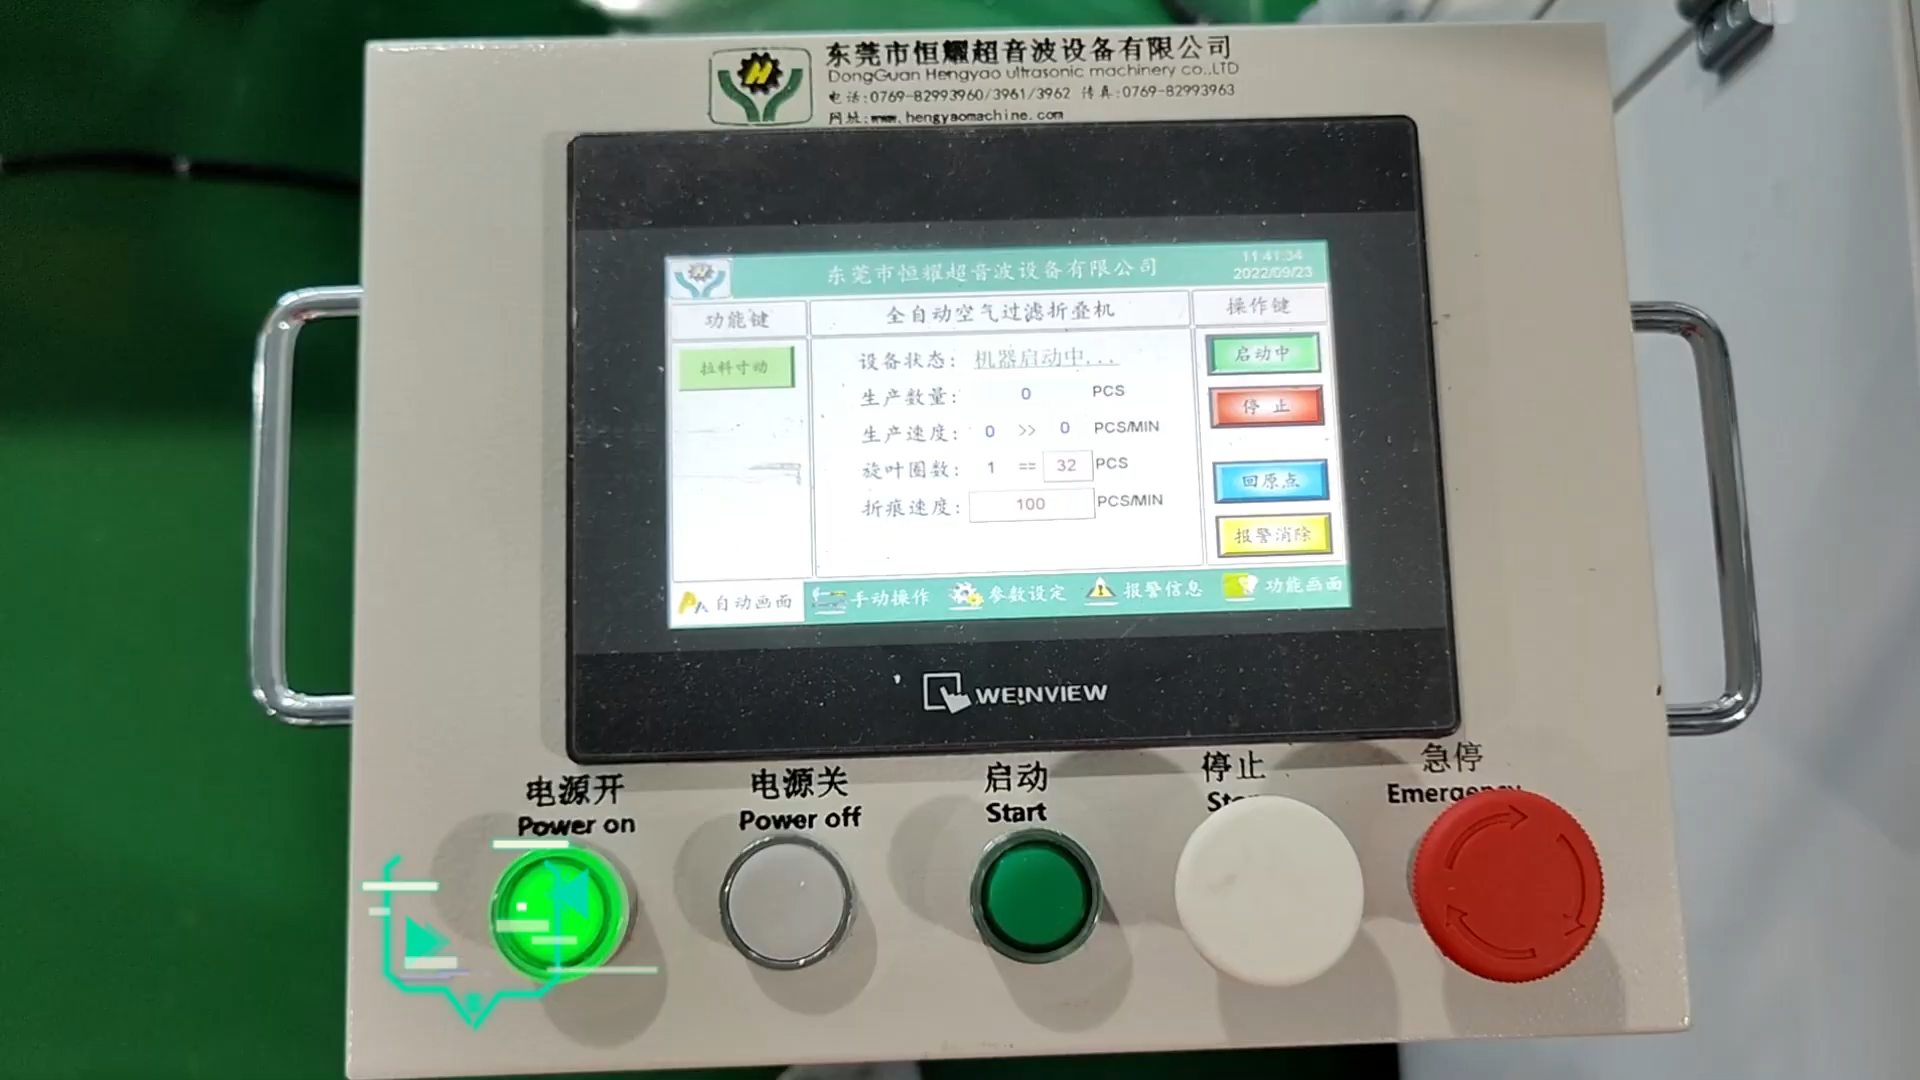 东莞市恒耀超音波设备有限公司
DongGuan Hengyao ultrasonic machinery co.,LTD
电话:0769-82993960/3961/3962 传真:0769-82993963
网址:www.hengyaomachine.com
东莞市恒耀超音波设备有限公司
11:41:34
2022/09/23
功能键
全自动空气过滤折叠机
操作键
拉料寸动
设备状态: 机器启动中...
启动中
生产数量: 0 PCS
停 止
生产速度: 0 >> 0 PCS/MIN
旋叶圈数: 1 == 32 PCS
回原点
折痕速度: 100 PCS/MIN
报警消除
自动画面
手动操作
参数设定
报警信息
功能画面
WEINVIEW
电源开
Power on
电源关
Power off
启动
Start
停止
急停
Emergency
H